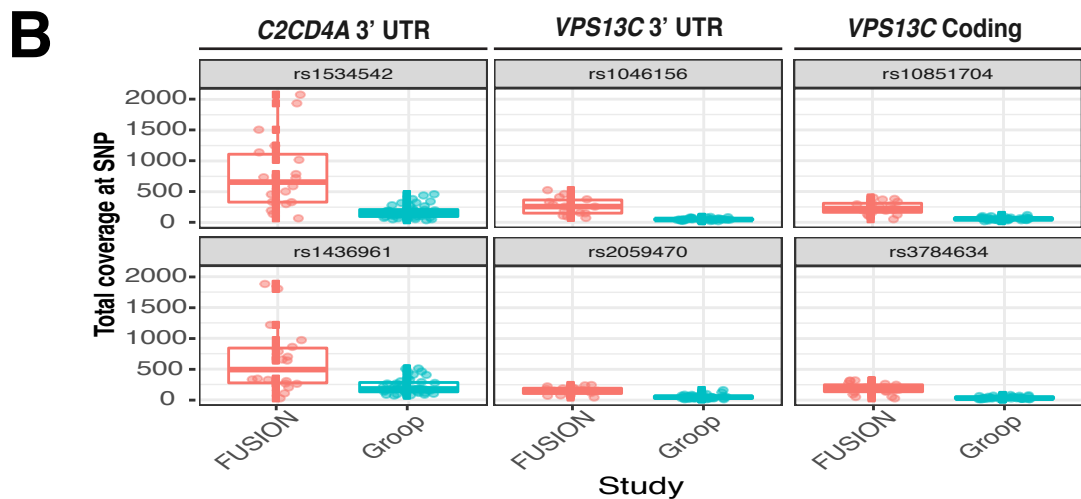 B
C2CD4A 3’ UTR
VPS13C 3’ UTR
VPS13C Coding
rs1534542
rs1046156
rs10851704
2000
1500
1000
500
0
rs1436961
rs2059470
rs3784634
2000
1500
1000
500
0
Total coverage at SNP
FUSION
Groop
FUSION
Groop
FUSION
Groop
Study